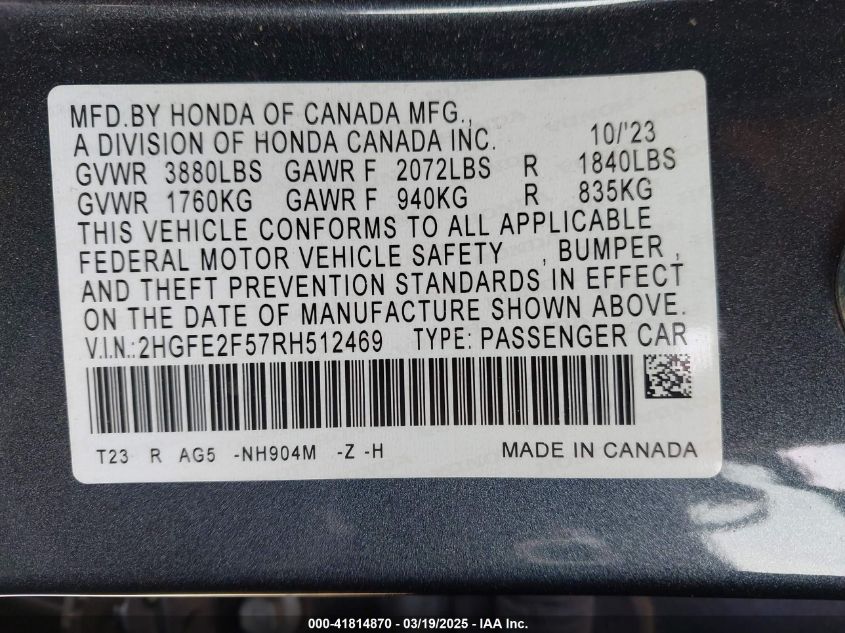 MFD.BY HONDA OF CANADA MFG.,
A DIVISION OF HONDA CANADA INC. 10/'23
GVWR 3880LBS GAWR F 2072LBS R 1840LBS
GVWR 1760KG GAWR F 940KG R 835KG
THIS VEHICLE CONFORMS TO ALL APPLICABLE
FEDERAL MOTOR VEHICLE SAFETY , BUMPER ,
AND THEFT PREVENTION STANDARDS IN EFFECT
ON THE DATE OF MANUFACTURE SHOWN ABOVE.
V.I.N.:2HGFE2F57RH512469 TYPE: PASSENGER CAR
T23 R AG5 -NH904M -Z -H MADE IN CANADA
000-41814870 - 03/19/2025 - IAA Inc.